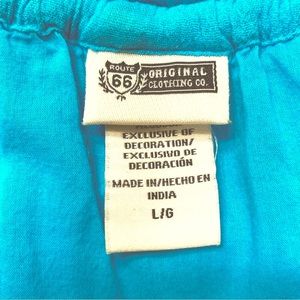 ROUTE
66
ORIGINAL
CLOTHING CO.
EXCLUSIVE OF
DECORATION/
EXCLUSIVO DE
DECORACIÓN
MADE IN/HECHO EN
INDIA
L/G